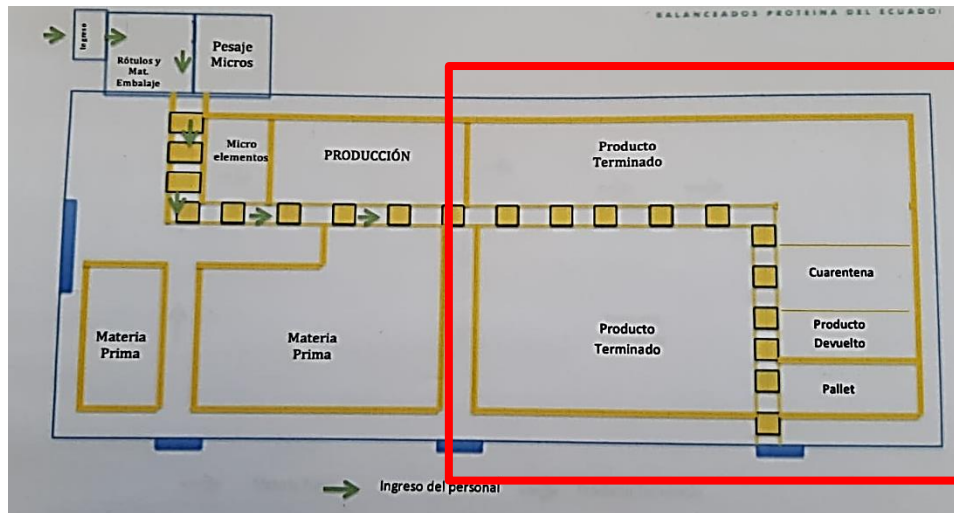 BALANCEADOS PROTEINA DEL ECUADOR
Ingreso
Rótulos y
Mat.
Embalaje
Pesaje
Micros
Micro
elementos
PRODUCCIÓN
Producto
Terminado
Cuarentena
Producto
Devuelto
Pallet
Materia
Prima
Materia
Prima
Producto
Terminado
Ingreso del personal